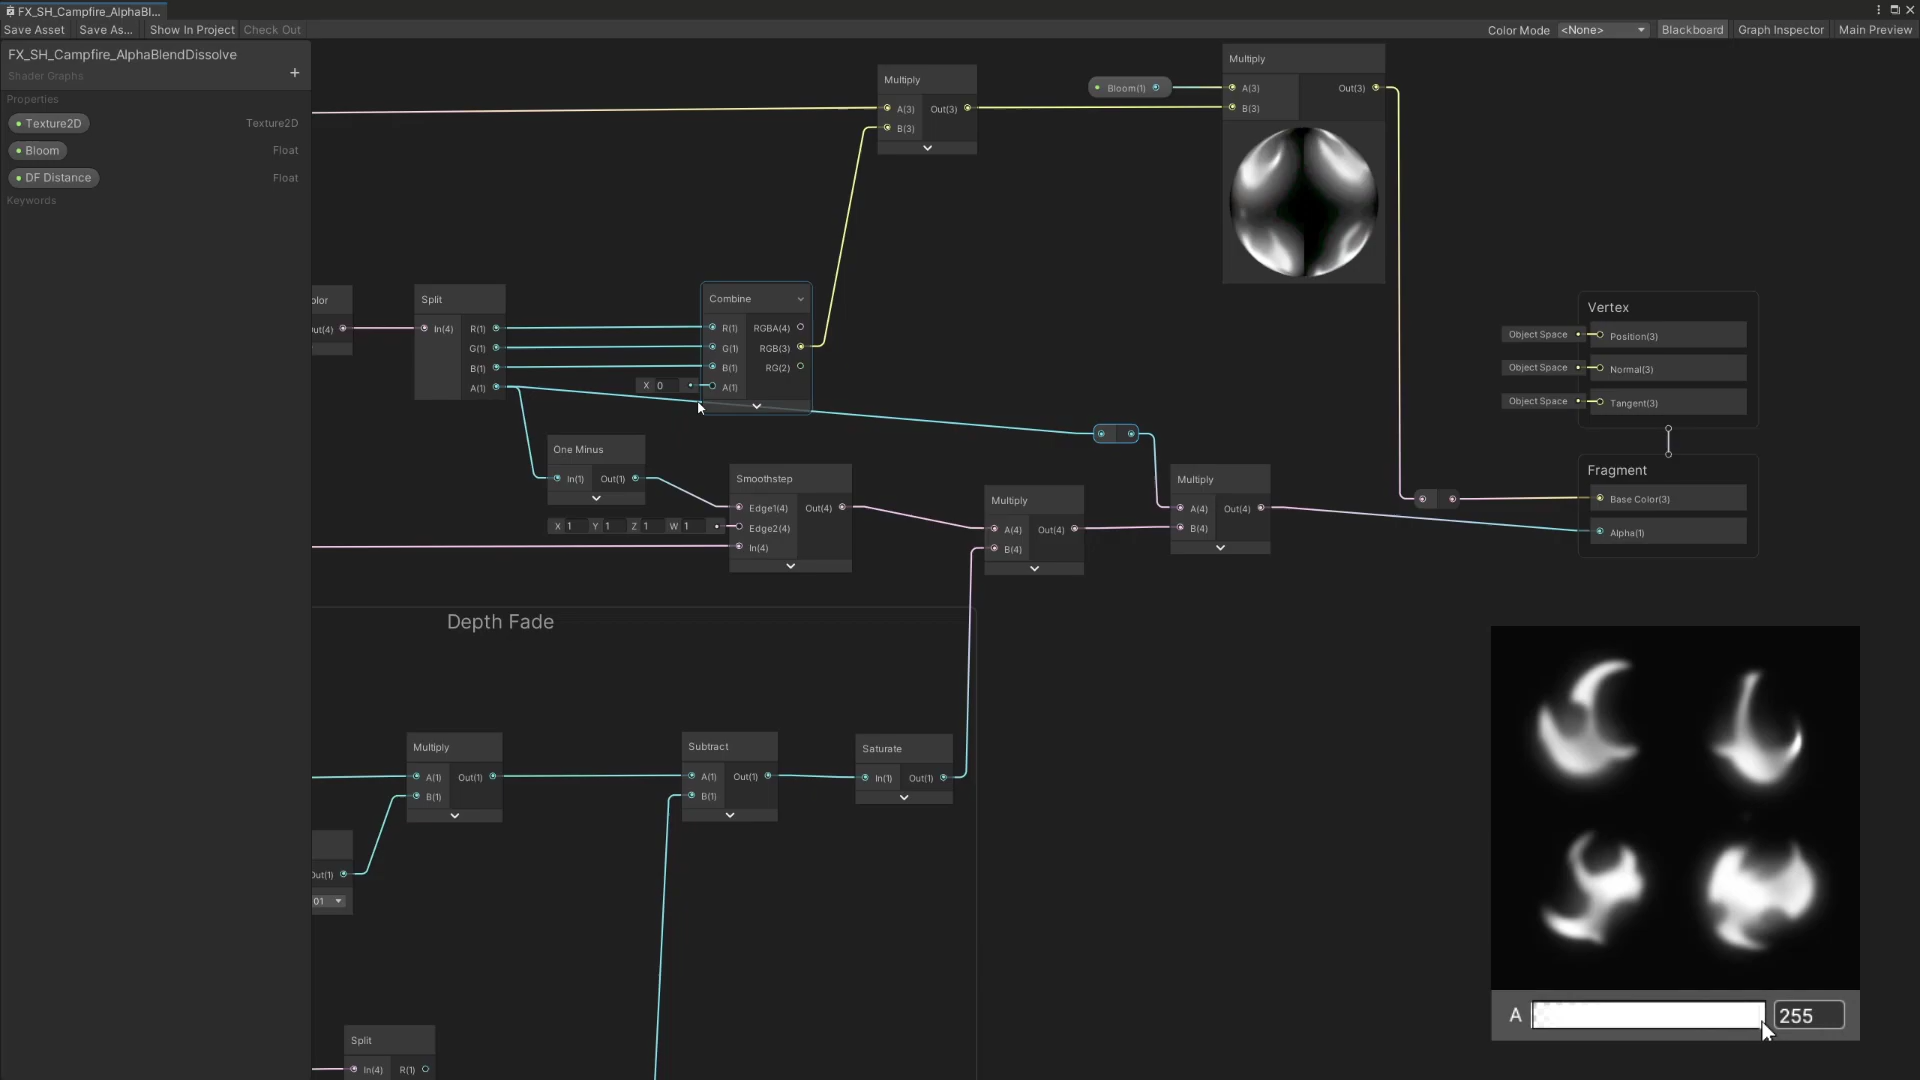 FX_SH_Campfire_AlphaBl...
Save Asset Save As... Show In Project Check Out Color Mode <None> Blackboard Graph Inspector Main Preview
FX_SH_Campfire_AlphaBlendDissolve
Shader Graphs +
Properties
Texture2D Texture2D
Bloom Float
DF Distance Float
Keywords
Multiply
A(3) Out(3)
B(3)
Bloom(1)
Multiply
A(3) Out(3)
B(3)
olor
ut(4)
Split
In(4) R(1)
G(1)
B(1)
A(1)
Combine
R(1) RGBA(4)
G(1) RGB(3)
B(1) RG(2)
X 0 A(1)
One Minus
In(1) Out(1)
Smoothstep
Edge1(4) Out(4)
X 1 Y 1 Z 1 W 1 Edge2(4)
In(4)
Multiply
A(4) Out(4)
B(4)
Multiply
A(4) Out(4)
B(4)
Vertex
Object Space Position(3)
Object Space Normal(3)
Object Space Tangent(3)
Fragment
Base Color(3)
Alpha(1)
Depth Fade
Multiply
A(1) Out(1)
B(1)
Out(1)
01
Subtract
A(1) Out(1)
B(1)
Saturate
In(1) Out(1)
Split
In(4) R(1)
A 255